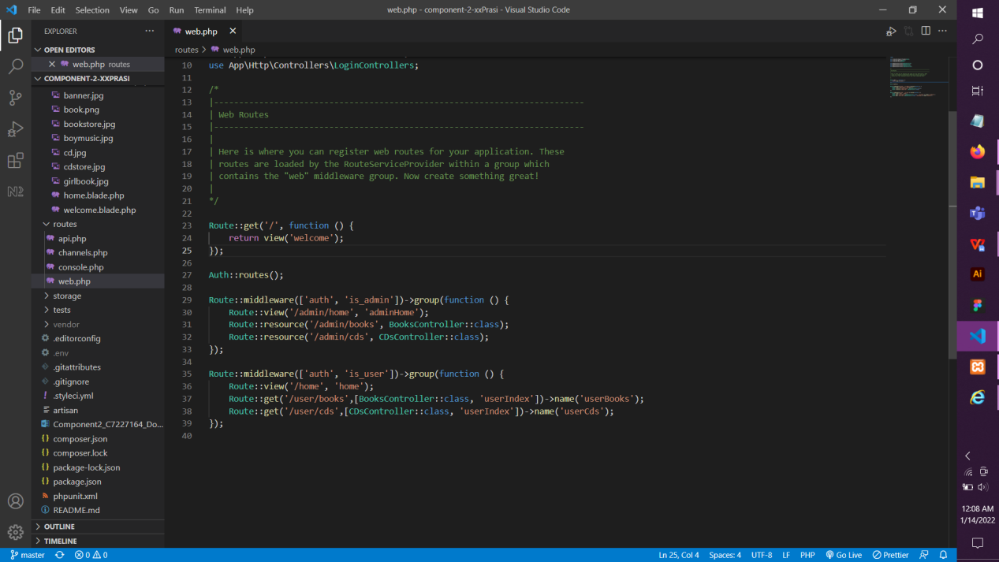 File Edit Selection View Go Run Terminal Help
web.php - component-2-xxPrasi - Visual Studio Code
EXPLORER
OPEN EDITORS
web.php routes
COMPONENT-2-XXPRASI
banner.jpg
book.png
bookstore.jpg
boymusic.jpg
cd.jpg
cdstore.jpg
girlbook.jpg
home.blade.php
welcome.blade.php
routes
api.php
channels.php
console.php
web.php
storage
tests
vendor
.editorconfig
.env
.gitattributes
.gitignore
.styleci.yml
artisan
Component2_C7227164_Do...
composer.json
composer.lock
package-lock.json
package.json
phpunit.xml
README.md
OUTLINE
TIMELINE
web.php
routes > web.php
10 use App\Http\Controllers\LoginControllers;
11
12 /*
13 |--------------------------------------------------------------------------
14 | Web Routes
15 |--------------------------------------------------------------------------
16 |
17 | Here is where you can register web routes for your application. These
18 | routes are loaded by the RouteServiceProvider within a group which
19 | contains the "web" middleware group. Now create something great!
20 |
21 */
22
23 Route::get('/', function () {
24     return view('welcome');
25 });
26
27 Auth::routes();
28
29 Route::middleware(['auth', 'is_admin'])->group(function () {
30     Route::view('/admin/home', 'adminHome');
31     Route::resource('/admin/books', BooksController::class);
32     Route::resource('/admin/cds', CDsController::class);
33 });
34
35 Route::middleware(['auth', 'is_user'])->group(function () {
36     Route::view('/home', 'home');
37     Route::get('/user/books',[BooksController::class, 'userIndex'])->name('userBooks');
38     Route::get('/user/cds',[CDsController::class, 'userIndex'])->name('userCds');
39 });
40
master
0 0
Ln 25, Col 4 Spaces: 4 UTF-8 LF PHP Go Live Prettier
Ai
12:08 AM
1/14/2022